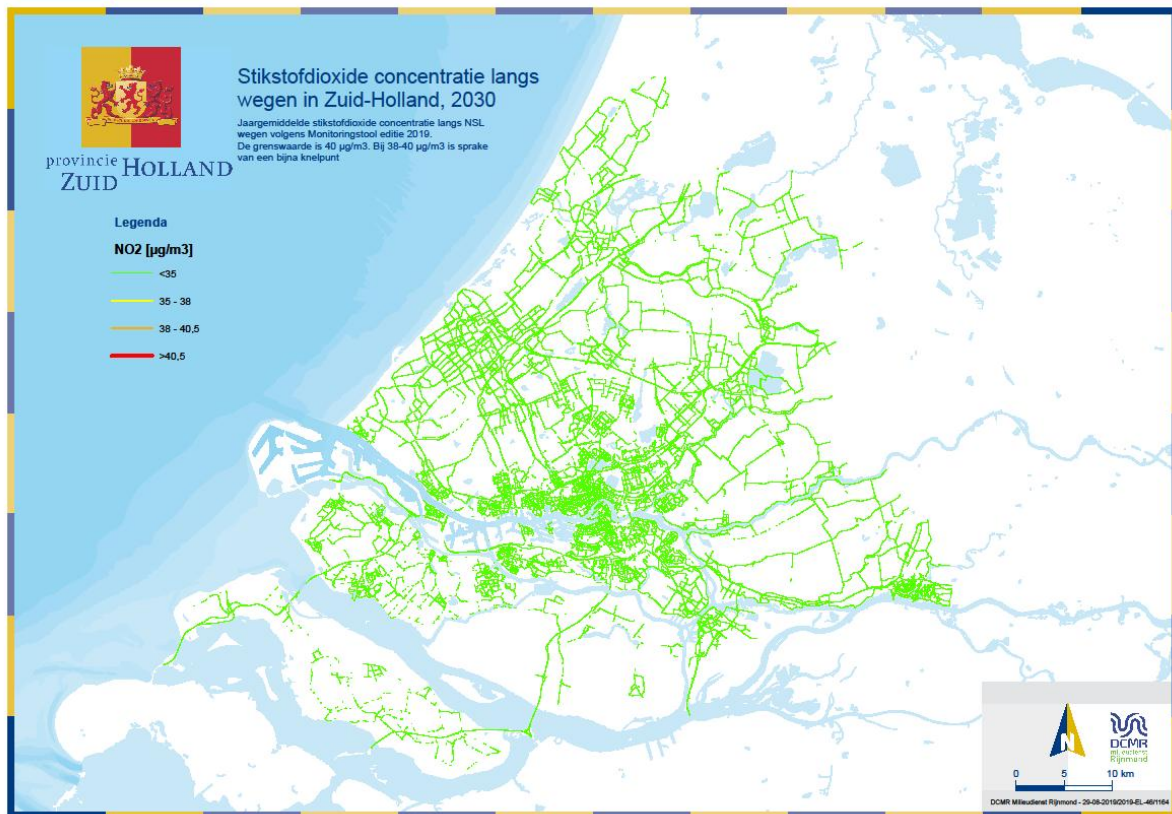 provincie HOLLAND
ZUID
Stikstofdioxide concentratie langs
wegen in Zuid-Holland, 2030
Jaargemiddelde stikstofdioxide concentratie langs NSL
wegen volgens Monitoringstool editie 2019.
De grenswaarde is 40 µg/m3. Bij 38-40 µg/m3 is sprake
van een bijna knelpunt
Legenda
NO2 [µg/m3]
<35
35 - 38
38 - 40,5
>40,5
N
DCMR
milieudienst
Rijnmond
0 5 10 km
DCMR Milieudienst Rijnmond - 29-08-2019/2019-EL-46/1164